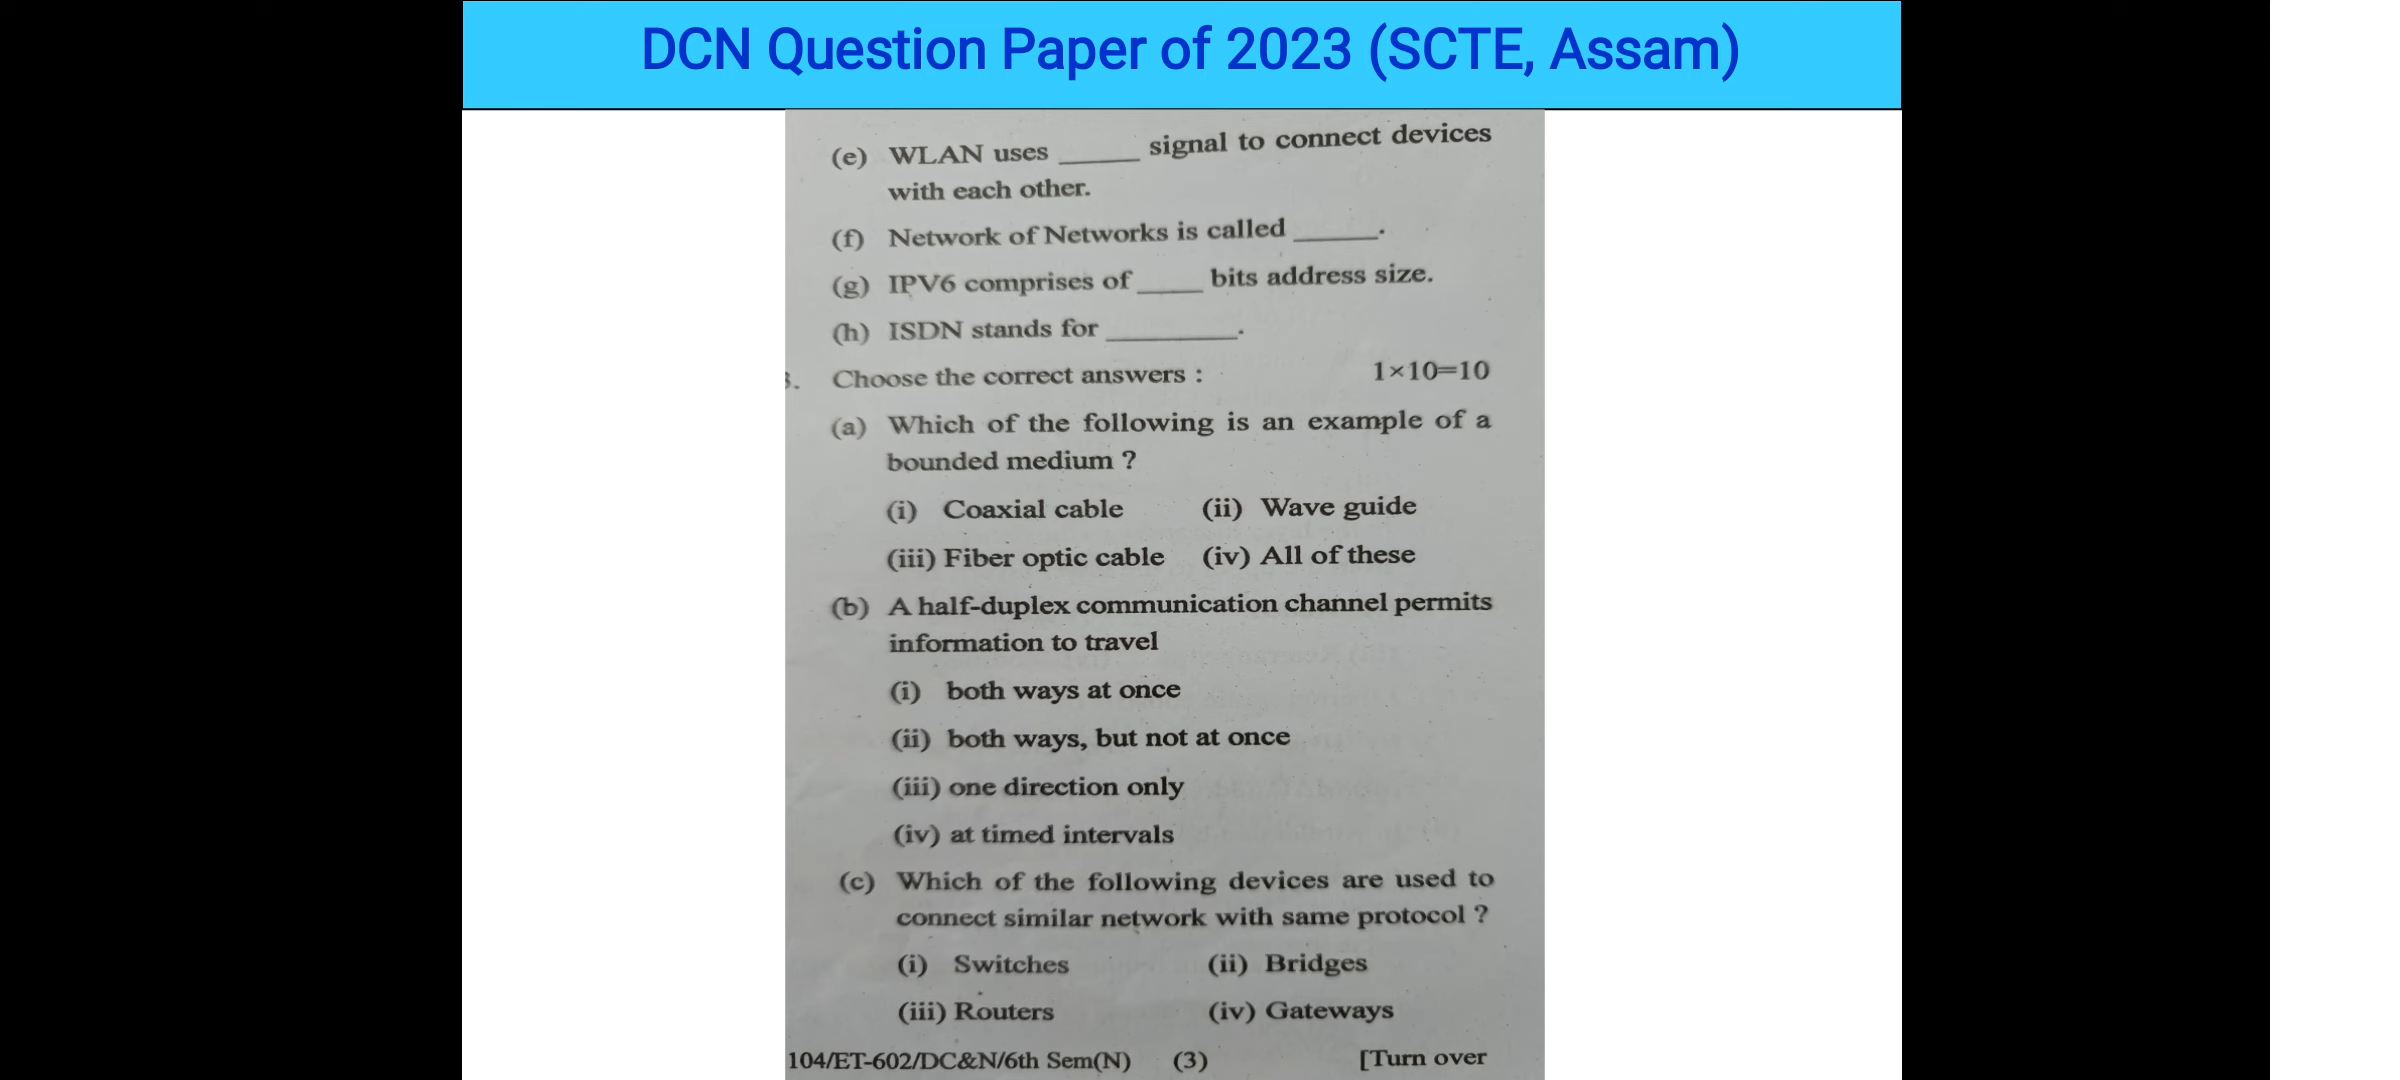 DCN Question Paper of 2023 (SCTE, Assam)
(e) WLAN uses ______ signal to connect devices
with each other.
(f) Network of Networks is called ______.
(g) IPV6 comprises of _____ bits address size.
(h) ISDN stands for __________.
3. Choose the correct answers : 1×10=10
(a) Which of the following is an example of a
bounded medium ?
(i) Coaxial cable (ii) Wave guide
(iii) Fiber optic cable (iv) All of these
(b) A half-duplex communication channel permits
information to travel
(i) both ways at once
(ii) both ways, but not at once
(iii) one direction only
(iv) at timed intervals
(c) Which of the following devices are used to
connect similar network with same protocol ?
(i) Switches (ii) Bridges
(iii) Routers (iv) Gateways
104/ET-602/DC&N/6th Sem(N) (3) [Turn over